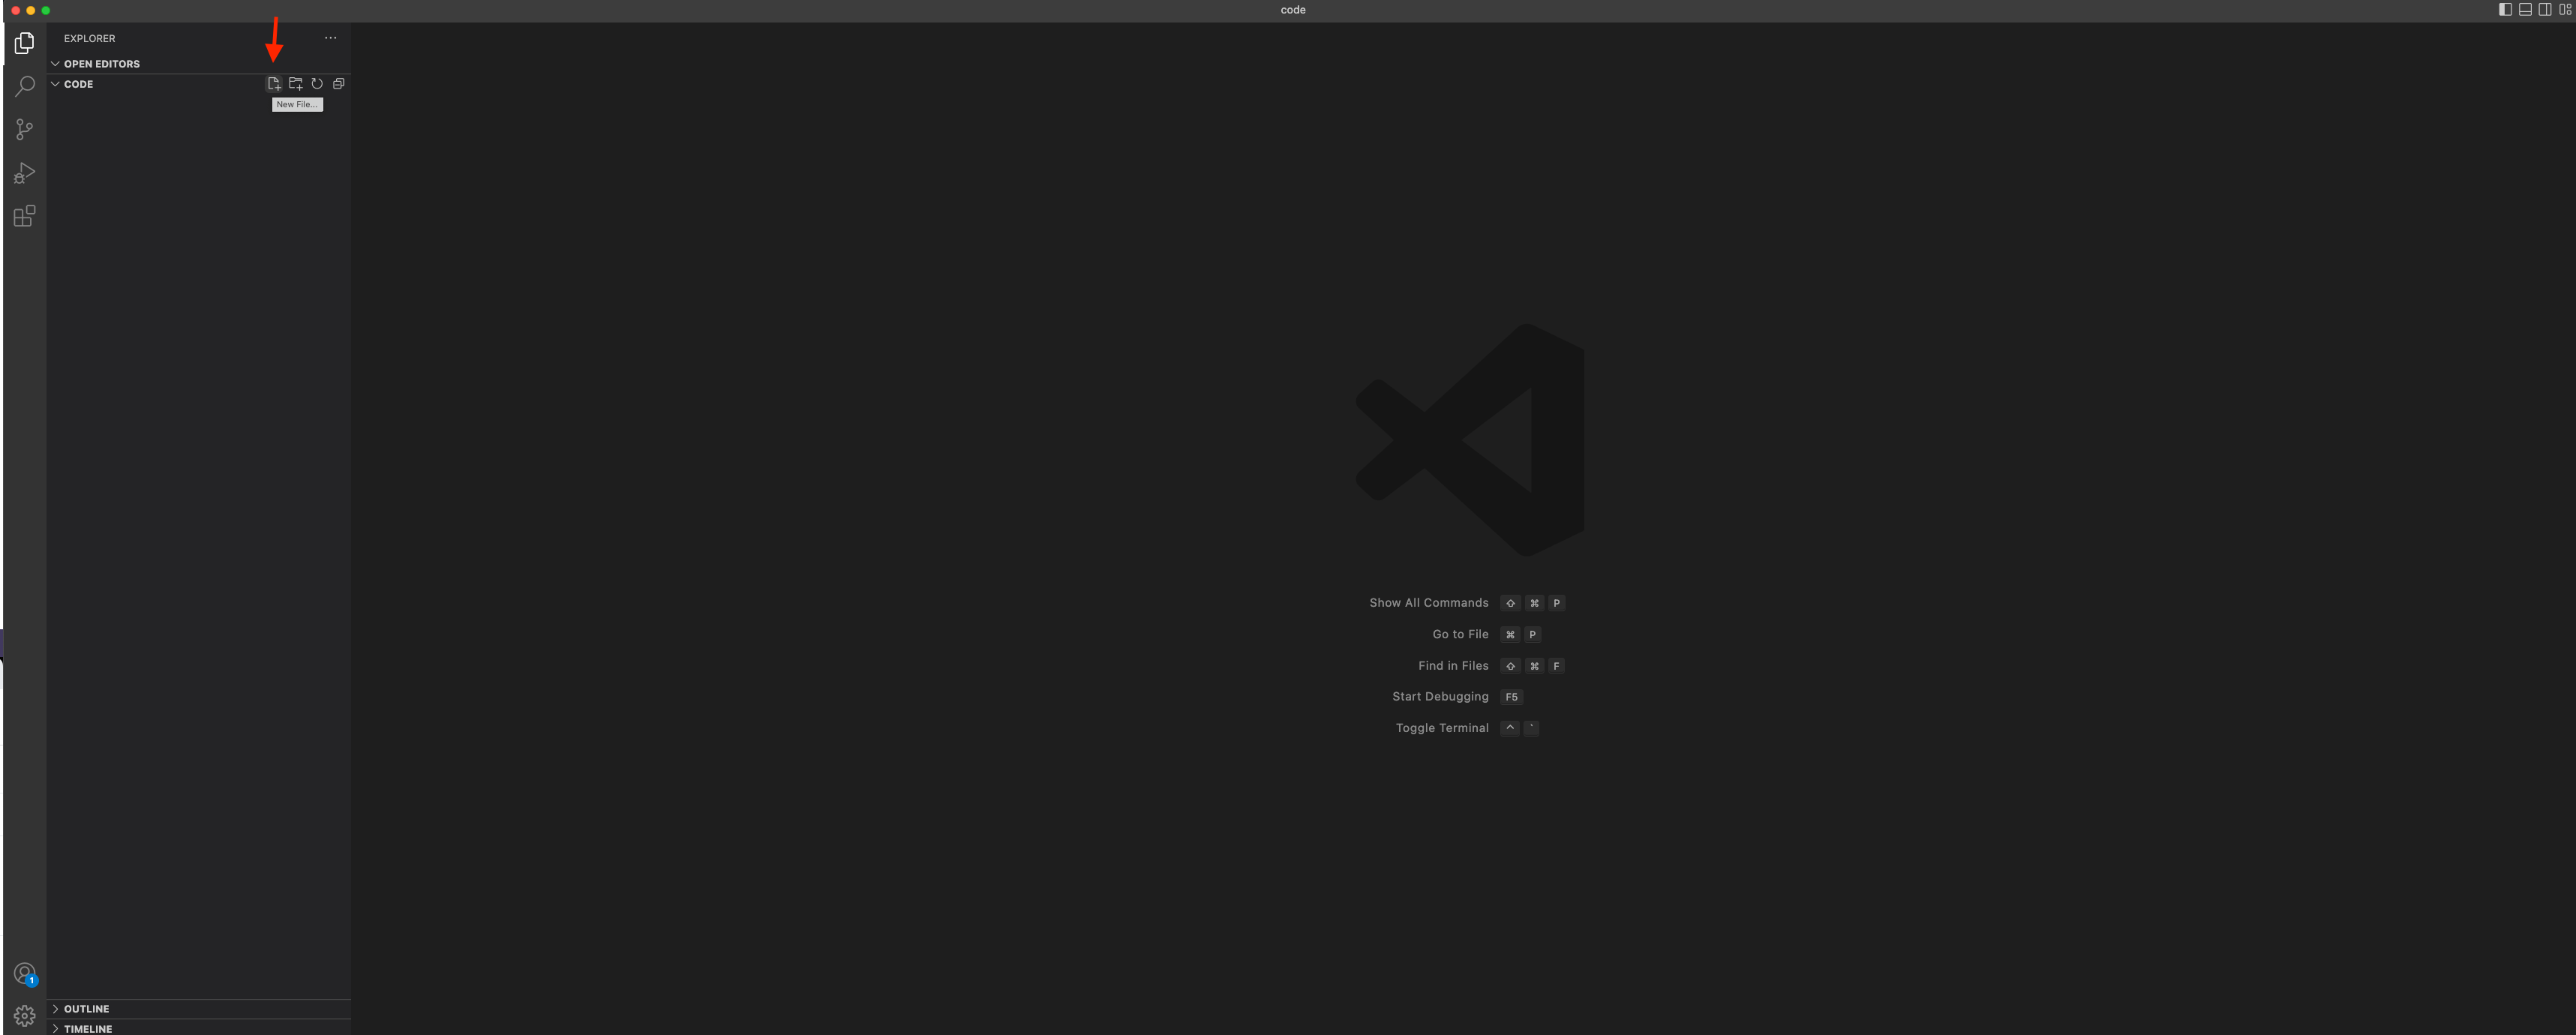 code
EXPLORER
OPEN EDITORS
CODE
New File...
Show All Commands ⇧ ⌘ P
Go to File ⌘ P
Find in Files ⇧ ⌘ F
Start Debugging F5
Toggle Terminal ^ `
1
OUTLINE
TIMELINE